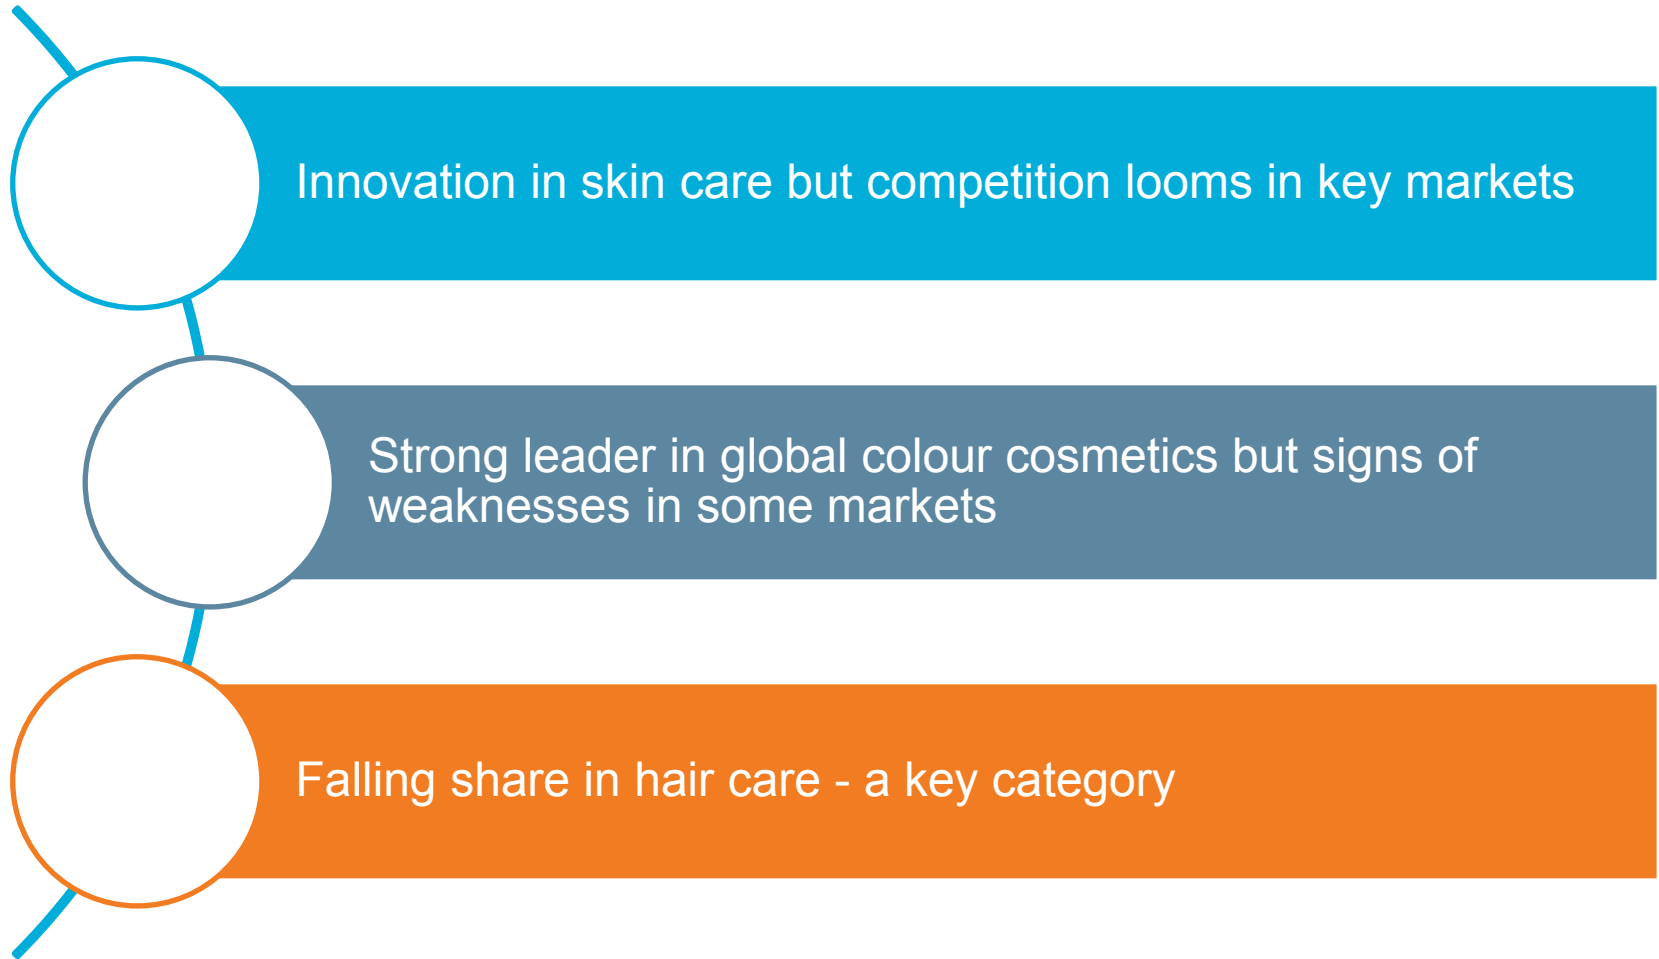 Innovation in skin care but competition looms in key markets
Strong leader in global colour cosmetics but signs of
weaknesses in some markets
Falling share in hair care - a key category